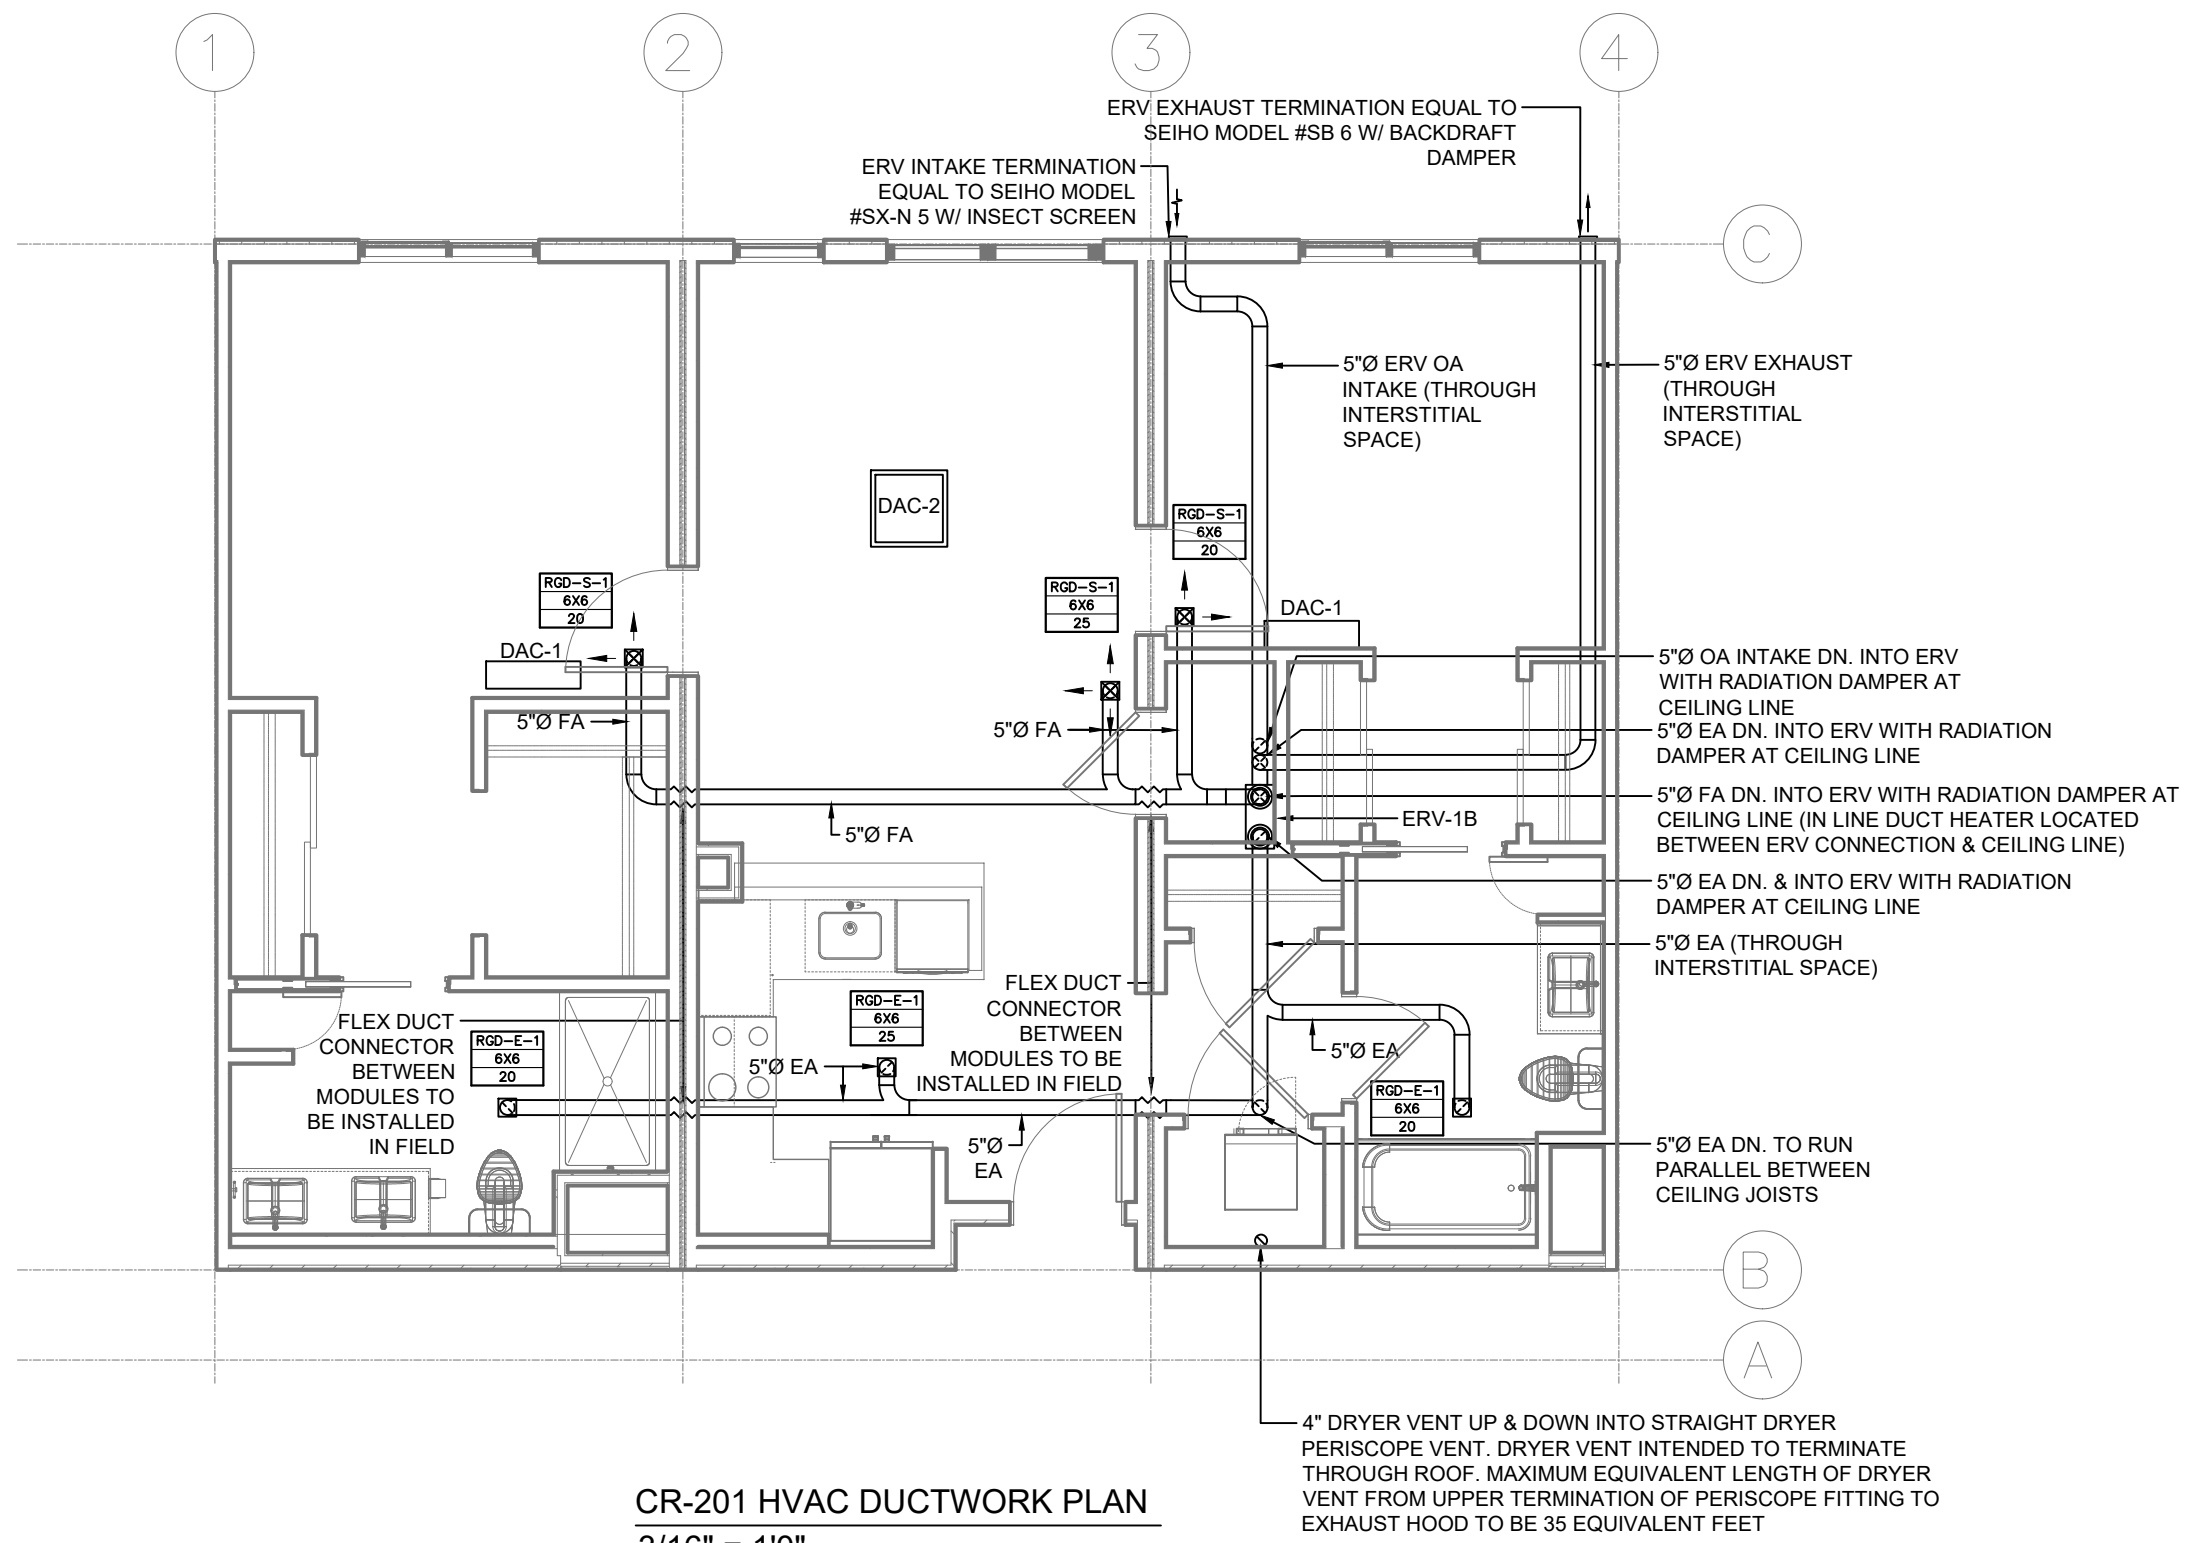 1
2
3
4
ERV EXHAUST TERMINATION EQUAL TO
SEIHO MODEL #SB 6 W/ BACKDRAFT
DAMPER
ERV INTAKE TERMINATION
EQUAL TO SEIHO MODEL
#SX-N 5 W/ INSECT SCREEN
C
5"Ø ERV OA
INTAKE (THROUGH
INTERSTITIAL
SPACE)
5"Ø ERV EXHAUST
(THROUGH
INTERSTITIAL
SPACE)
DAC-2
RGD-S-1
6X6
20
RGD-S-1
6X6
20
RGD-S-1
6X6
25
DAC-1
DAC-1
5"Ø FA
5"Ø FA
5"Ø FA
5"Ø OA INTAKE DN. INTO ERV
WITH RADIATION DAMPER AT
CEILING LINE
5"Ø EA DN. INTO ERV WITH RADIATION
DAMPER AT CEILING LINE
5"Ø FA DN. INTO ERV WITH RADIATION DAMPER AT
CEILING LINE (IN LINE DUCT HEATER LOCATED
BETWEEN ERV CONNECTION & CEILING LINE)
ERV-1B
5"Ø EA DN. & INTO ERV WITH RADIATION
DAMPER AT CEILING LINE
5"Ø EA (THROUGH
INTERSTITIAL SPACE)
FLEX DUCT
CONNECTOR
BETWEEN
MODULES TO
BE INSTALLED
IN FIELD
RGD-E-1
6X6
20
RGD-E-1
6X6
25
5"Ø EA
FLEX DUCT
CONNECTOR
BETWEEN
MODULES TO BE
INSTALLED IN FIELD
5"Ø
EA
5"Ø EA
RGD-E-1
6X6
20
5"Ø EA DN. TO RUN
PARALLEL BETWEEN
CEILING JOISTS
B
A
4" DRYER VENT UP & DOWN INTO STRAIGHT DRYER
PERISCOPE VENT. DRYER VENT INTENDED TO TERMINATE
THROUGH ROOF. MAXIMUM EQUIVALENT LENGTH OF DRYER
VENT FROM UPPER TERMINATION OF PERISCOPE FITTING TO
EXHAUST HOOD TO BE 35 EQUIVALENT FEET
CR-201 HVAC DUCTWORK PLAN